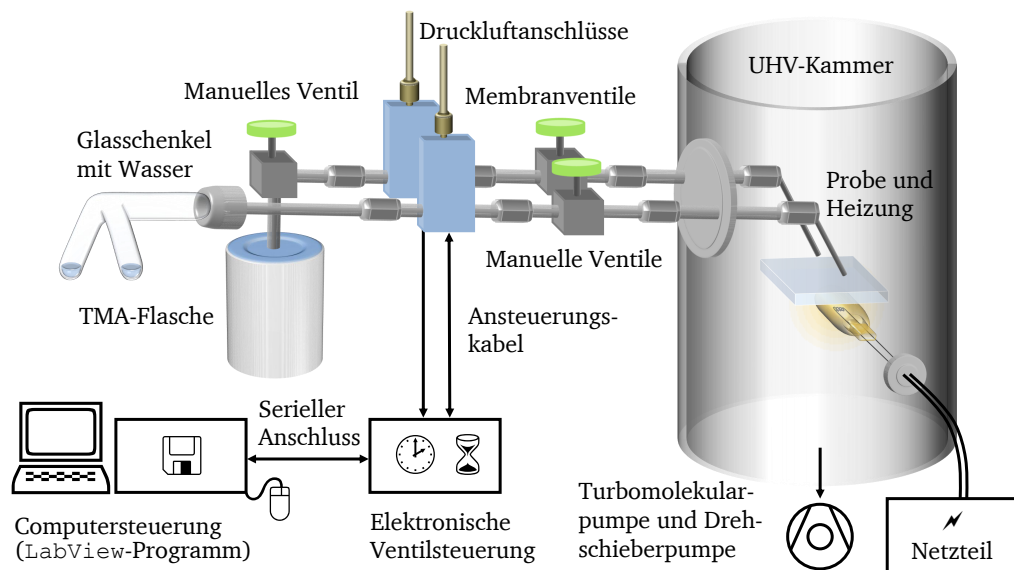 Druckluftanschlüsse
UHV-Kammer
Manuelles Ventil
Membranventile
Glasschenkel
mit Wasser
Probe und
Heizung
Manuelle Ventile
TMA-Flasche
Ansteuerungs-
kabel
Serieller
Anschluss
Computersteuerung
(LabView-Programm)
Elektronische
Ventilsteuerung
Turbomolekular-
pumpe und Dreh-
schieberpumpe
Netzteil